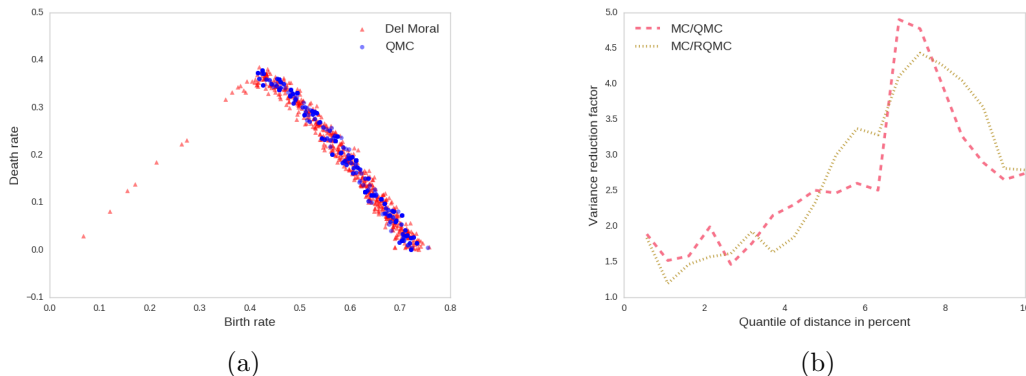 0.5
0.4
0.3
0.2
0.1
0.0
−0.1
Death rate
0.0 0.1 0.2 0.3 0.4 0.5 0.6 0.7 0.8
Birth rate
Del Moral
QMC
(a)
5.0
4.5
4.0
3.5
3.0
2.5
2.0
1.5
1.0
Variance reduction factor
0 2 4 6 8 10
Quantile of distance in percent
MC/QMC
MC/RQMC
(b)